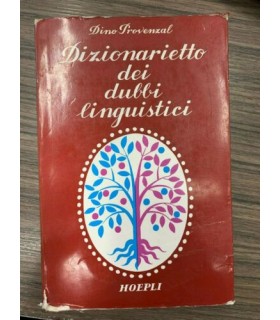 Dino Provenzal
Dizionarietto
dei
dubbi
linguistici
HOEPLI